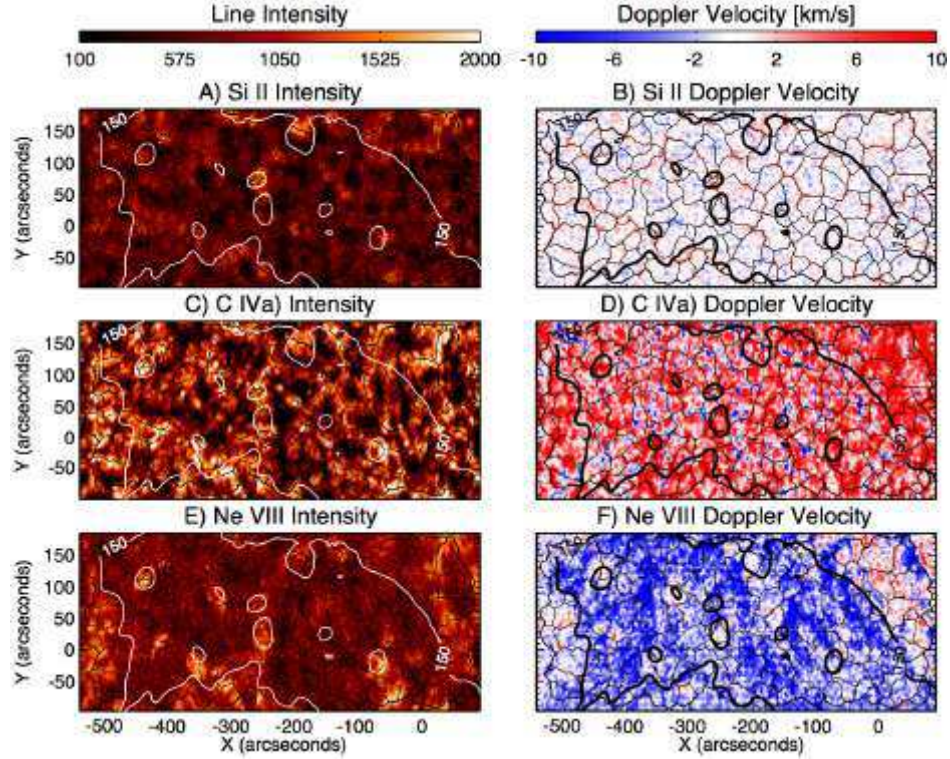 Line Intensity
Doppler Velocity [km/s]
100 575 1050 1525 2000
-10 -6 -2 2 6 10
A) Si II Intensity
B) Si II Doppler Velocity
150
150
Y (arcseconds)
150
100
50
0
-50
150
150
C) C IVa) Intensity
D) C IVa) Doppler Velocity
150
150
Y (arcseconds)
150
100
50
0
-50
E) Ne VIII Intensity
F) Ne VIII Doppler Velocity
150
150
Y (arcseconds)
150
100
50
0
-50
150
-500 -400 -300 -200 -100 0
X (arcseconds)
-500 -400 -300 -200 -100 0
X (arcseconds)